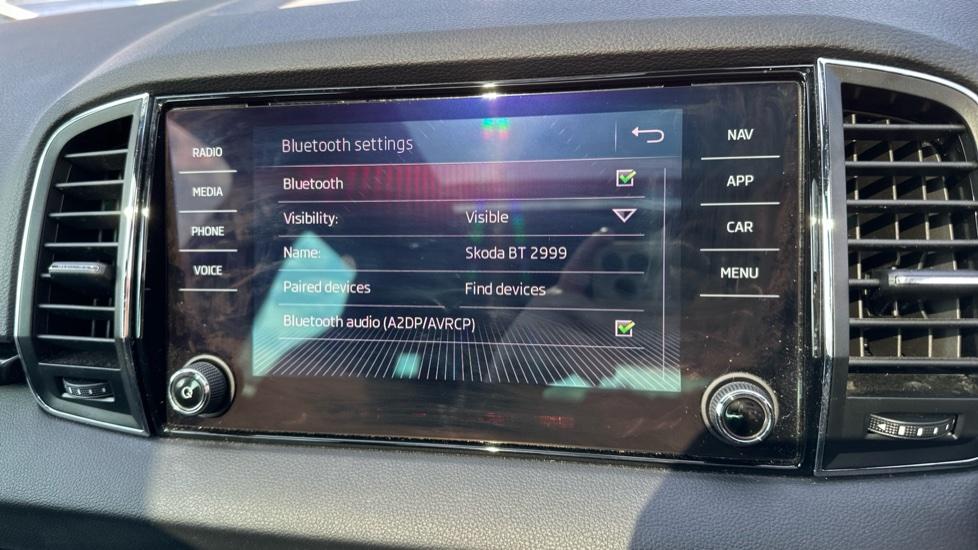 RADIO
MEDIA
PHONE
VOICE
Bluetooth settings
Bluetooth
Visibility: Visible
Name: Skoda BT 2999
Paired devices Find devices
Bluetooth audio (A2DP/AVRCP)
NAV
APP
CAR
MENU